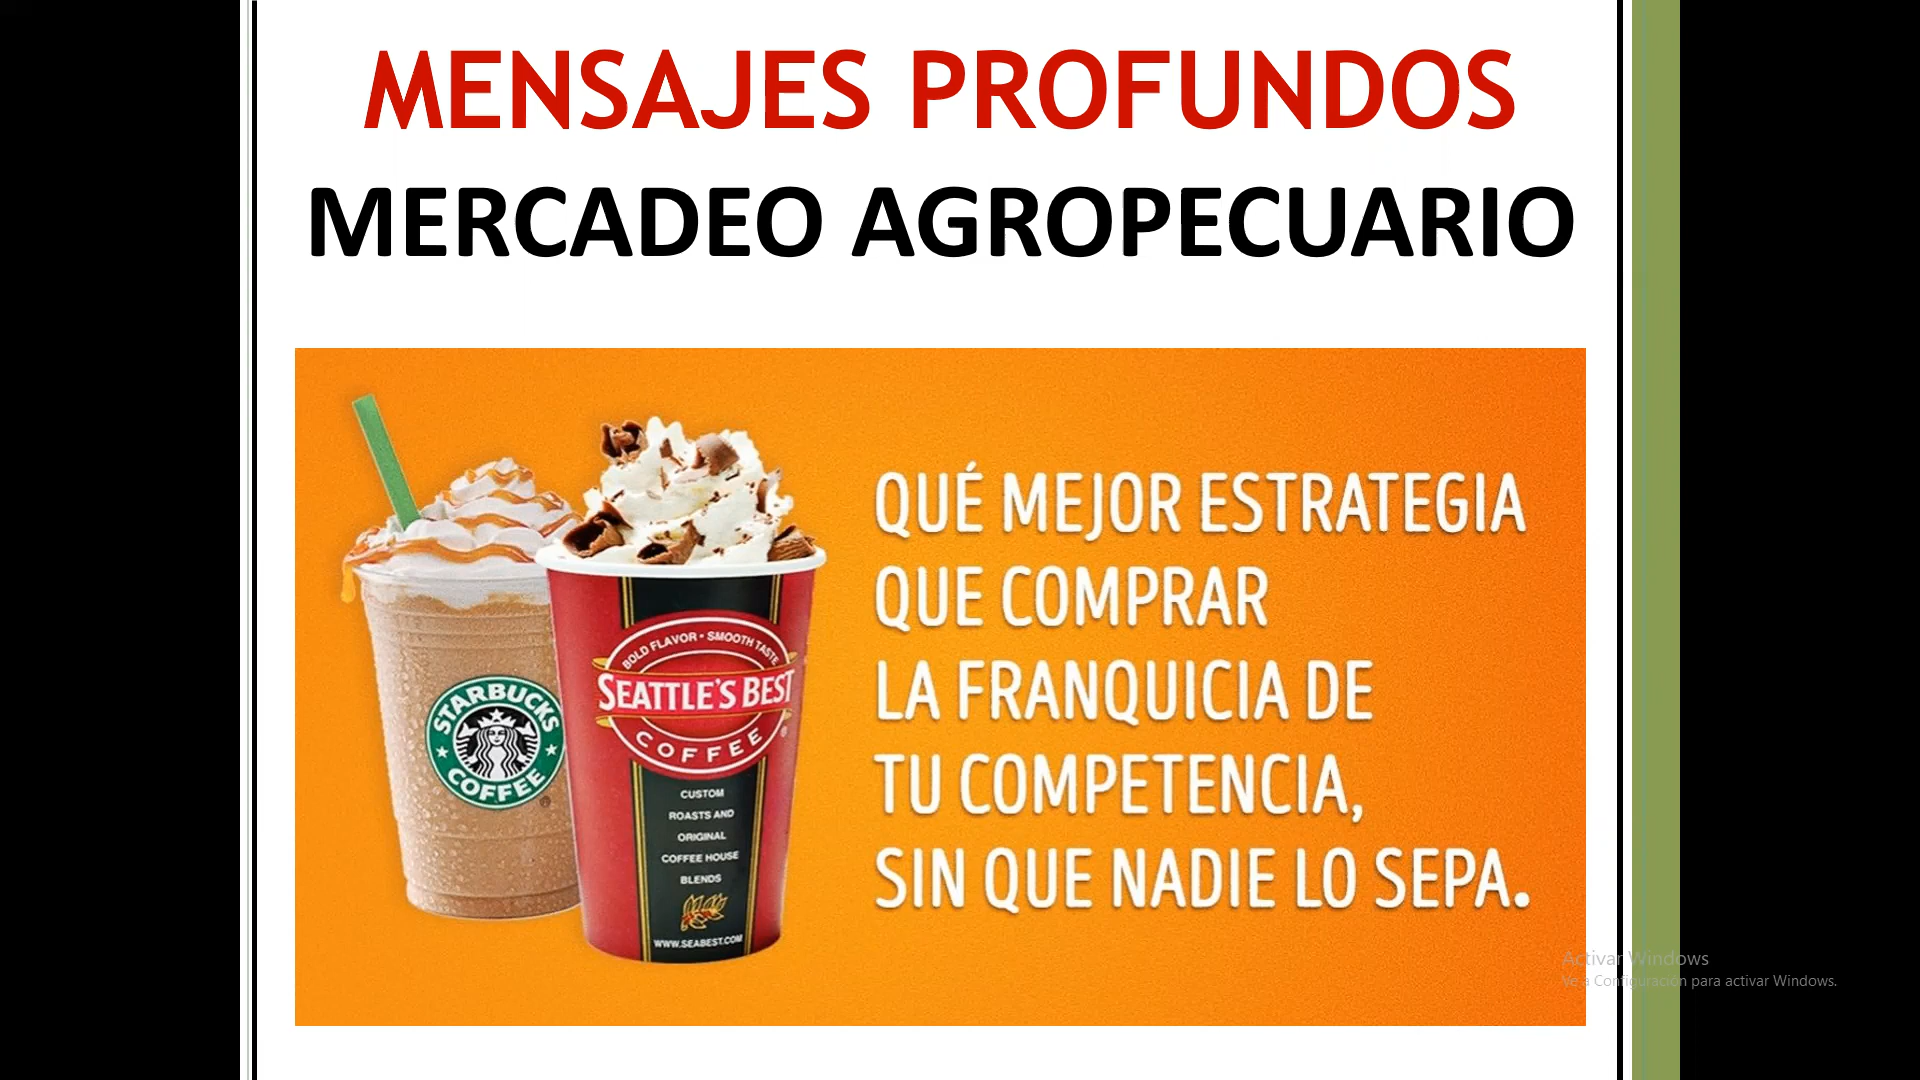 MENSAJES PROFUNDOS
MERCADEO AGROPECUARIO
QUÉ MEJOR ESTRATEGIA
QUE COMPRAR
LA FRANQUICIA DE
TU COMPETENCIA,
SIN QUE NADIE LO SEPA.
STARBUCKS
COFFEE
BOLD FLAVOR • SMOOTH TASTE
SEATTLE'S BEST
COFFEE
CUSTOM
ROASTS AND
ORIGINAL
COFFEE HOUSE
BLENDS
WWW.SEABEST.COM
Activar Windows
Ve a Configuración para activar Windows.